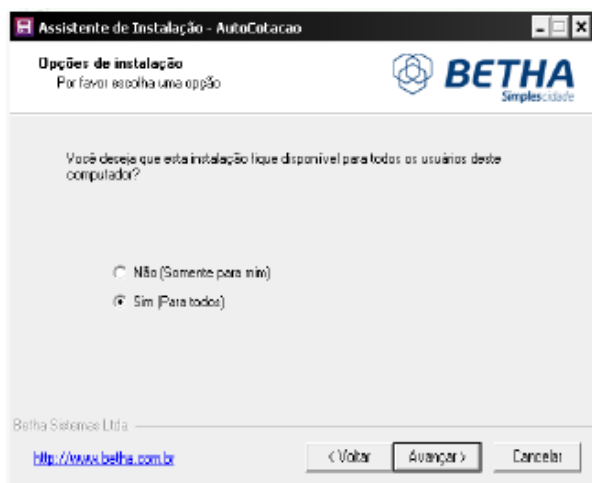 Assistente de Instalação - AutoCotacao
Opções de instalação
Por favor escolha uma opção
BETHA
Simplescidade
Você deseja que esta instalação fique disponível para todos os usuários deste
computador?
Não (Somente para mim)
Sim (Para todos)
Betha Sistemas Ltda
http://www.betha.com.br
< Voltar
Avançar >
Cancelar